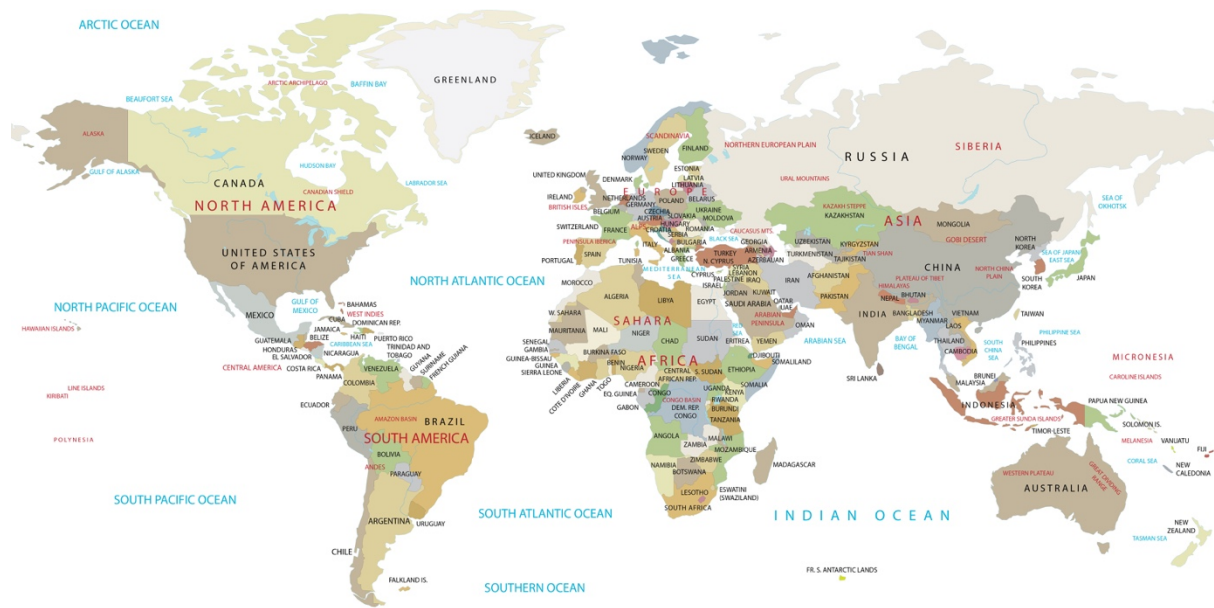 ARCTIC OCEAN
GREENLAND
ARCTIC ARCHIPELAGO
BAFFIN BAY
BEAUFORT SEA
ALASKA
GULF OF ALASKA
HUDSON BAY
CANADA
CANADIAN SHIELD
LABRADOR SEA
NORTH AMERICA
UNITED STATES
OF AMERICA
NORTH PACIFIC OCEAN
NORTH ATLANTIC OCEAN
GULF OF
MEXICO
MEXICO
BAHAMAS
WEST INDIES
CUBA
DOMINICAN REP.
HAWAIIAN ISLANDS
JAMAICA
HAITI
PUERTO RICO
GUATEMALA
BELIZE
CARIBBEAN SEA
TRINIDAD AND
TOBAGO
HONDURAS
EL SALVADOR
NICARAGUA
GUYANA
SURINAME
FRENCH GUIANA
CENTRAL AMERICA
COSTA RICA
VENEZUELA
PANAMA
COLOMBIA
LINE ISLANDS
KIRIBATI
ECUADOR
AMAZON BASIN
BRAZIL
PERU
POLYNESIA
SOUTH AMERICA
BOLIVIA
ANDES
PARAGUAY
SOUTH PACIFIC OCEAN
SOUTH ATLANTIC OCEAN
ARGENTINA
URUGUAY
CHILE
FALKLAND IS.
SOUTHERN OCEAN
ICELAND
SCANDINAVIA
SWEDEN
FINLAND
NORWAY
NORTHERN EUROPEAN PLAIN
RUSSIA
SIBERIA
ESTONIA
UNITED KINGDOM
DENMARK
LATVIA
LITHUANIA
URAL MOUNTAINS
EUROPE
IRELAND
NETHERLANDS
POLAND
BELARUS
GERMANY
BRITISH ISLES
BELGIUM
CZECHIA
UKRAINE
AUSTRIA
SLOVAKIA
MOLDOVA
SWITZERLAND
FRANCE
ALPS
HUNGARY
CROATIA
ROMANIA
SERBIA
BLACK SEA
CAUCASUS MTS.
PENINSULA IBERICA
ITALY
BULGARIA
GEORGIA
PORTUGAL
SPAIN
ALBANIA
GREECE
TURKEY
ARMENIA
AZERBAIJAN
TUNISIA
N. CYPRUS
MEDITERRANEAN
SEA
CYPRUS
SYRIA
LEBANON
PALESTINE
IRAQ
ISRAEL
IRAN
KAZAKH STEPPE
KAZAKHSTAN
ASIA
UZBEKISTAN
KYRGYZSTAN
TURKMENISTAN
TIAN SHAN
TAJIKISTAN
AFGHANISTAN
MONGOLIA
GOBI DESERT
SEA OF
OKHOTSK
NORTH
KOREA
SEA OF JAPAN/
EAST SEA
CHINA
NORTH CHINA
PLAIN
SOUTH
KOREA
JAPAN
PLATEAU OF TIBET
HIMALAYAS
MOROCCO
ALGERIA
LIBYA
EGYPT
JORDAN
KUWAIT
SAUDI ARABIA
QATAR
UAE
PAKISTAN
NEPAL
BHUTAN
W. SAHARA
SAHARA
ARABIAN
PENINSULA
OMAN
INDIA
BANGLADESH
MYANMAR
VIETNAM
LAOS
TAIWAN
MAURITANIA
MALI
NIGER
CHAD
SUDAN
RED
SEA
ERITREA
YEMEN
ARABIAN SEA
BAY OF
BENGAL
THAILAND
SOUTH
CHINA
SEA
PHILIPPINE SEA
PHILIPPINES
SENEGAL
GAMBIA
GUINEA-BISSAU
GUINEA
SIERRA LEONE
BURKINA FASO
BENIN
NIGERIA
AFRICA
CENTRAL
AFRICAN REP.
S. SUDAN
ETHIOPIA
DJIBOUTI
SOMALILAND
CAMBODIA
MICRONESIA
LIBERIA
COTE D'IVOIRE
GHANA
TOGO
CAMEROON
EQ. GUINEA
GABON
CONGO
UGANDA
SOMALIA
KENYA
SRI LANKA
BRUNEI
MALAYSIA
CAROLINE ISLANDS
CONGO BASIN
DEM. REP.
CONGO
RWANDA
BURUNDI
TANZANIA
INDONESIA
GREATER SUNDA ISLANDS
PAPUA NEW GUINEA
SOLOMON IS.
TIMOR-LESTE
ANGOLA
ZAMBIA
MALAWI
MOZAMBIQUE
MELANESIA
VANUATU
FIJI
NAMIBIA
ZIMBABWE
BOTSWANA
MADAGASCAR
WESTERN PLATEAU
GREAT DIVIDING
RANGE
CORAL SEA
NEW
CALEDONIA
AUSTRALIA
LESOTHO
ESWATINI
(SWAZILAND)
SOUTH AFRICA
INDIAN OCEAN
TASMAN SEA
NEW
ZEALAND
FR. S. ANTARCTIC LANDS